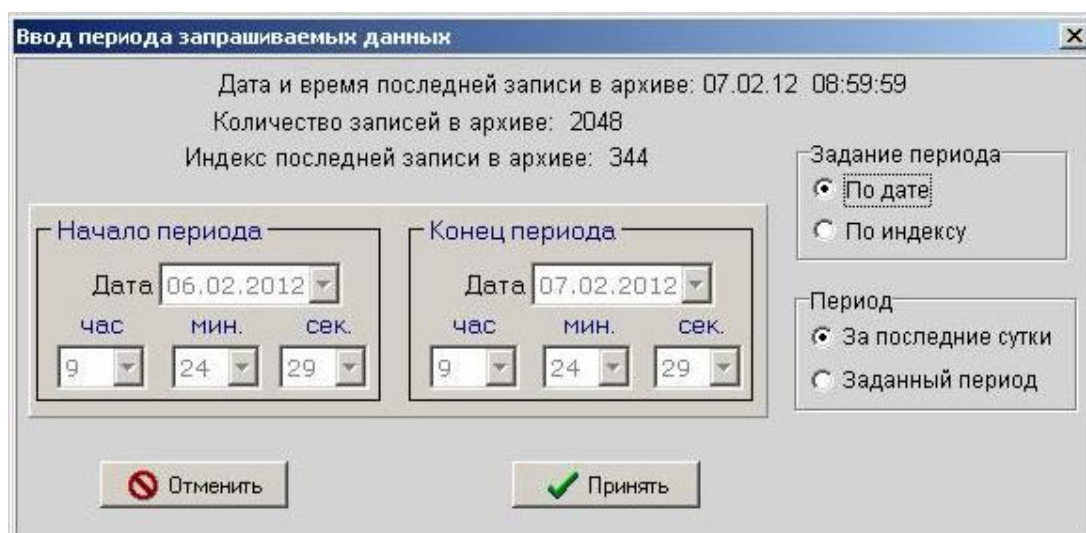 Ввод периода запрашиваемых данных
Дата и время последней записи в архиве: 07.02.12 08:59:59
Количество записей в архиве: 2048
Индекс последней записи в архиве: 344
Задание периода
По дате
По индексу
Начало периода
Дата 06.02.2012
час мин. сек.
9 24 29
Конец периода
Дата 07.02.2012
час мин. сек.
9 24 29
Период
За последние сутки
Заданный период
Отменить
Принять